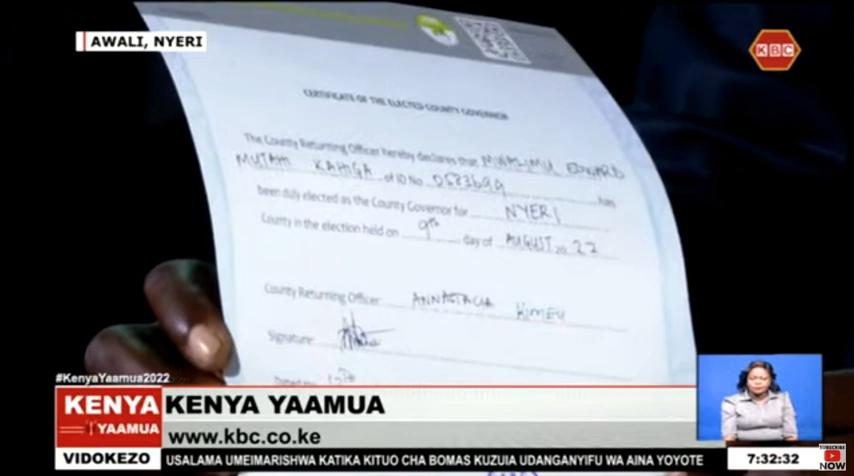 AWALI, NYERI
KBC
CERTIFICATE OF THE ELECTED COUNTY GOVERNOR
The County Returning Officer hereby declares that MWALIMU EDWARD
MUTAHI KAHIGA of ID No. 0583699 has
been duly elected as the County Governor for NYERI
County in the election held on 9th day of AUGUST 20 22
County Returning Officer ANNASTACIA KIMEU
Signature:
#KenyaYaamua2022
KENYA YAAMUA
KENYA YAAMUA
www.kbc.co.ke
VIDOKEZO USALAMA UMEIMARISHWA KATIKA KITUO CHA BOMAS KUZUIA UDANGANYIFU WA AINA YOYOTE 7:32:32
SUBSCRIBE
NOW